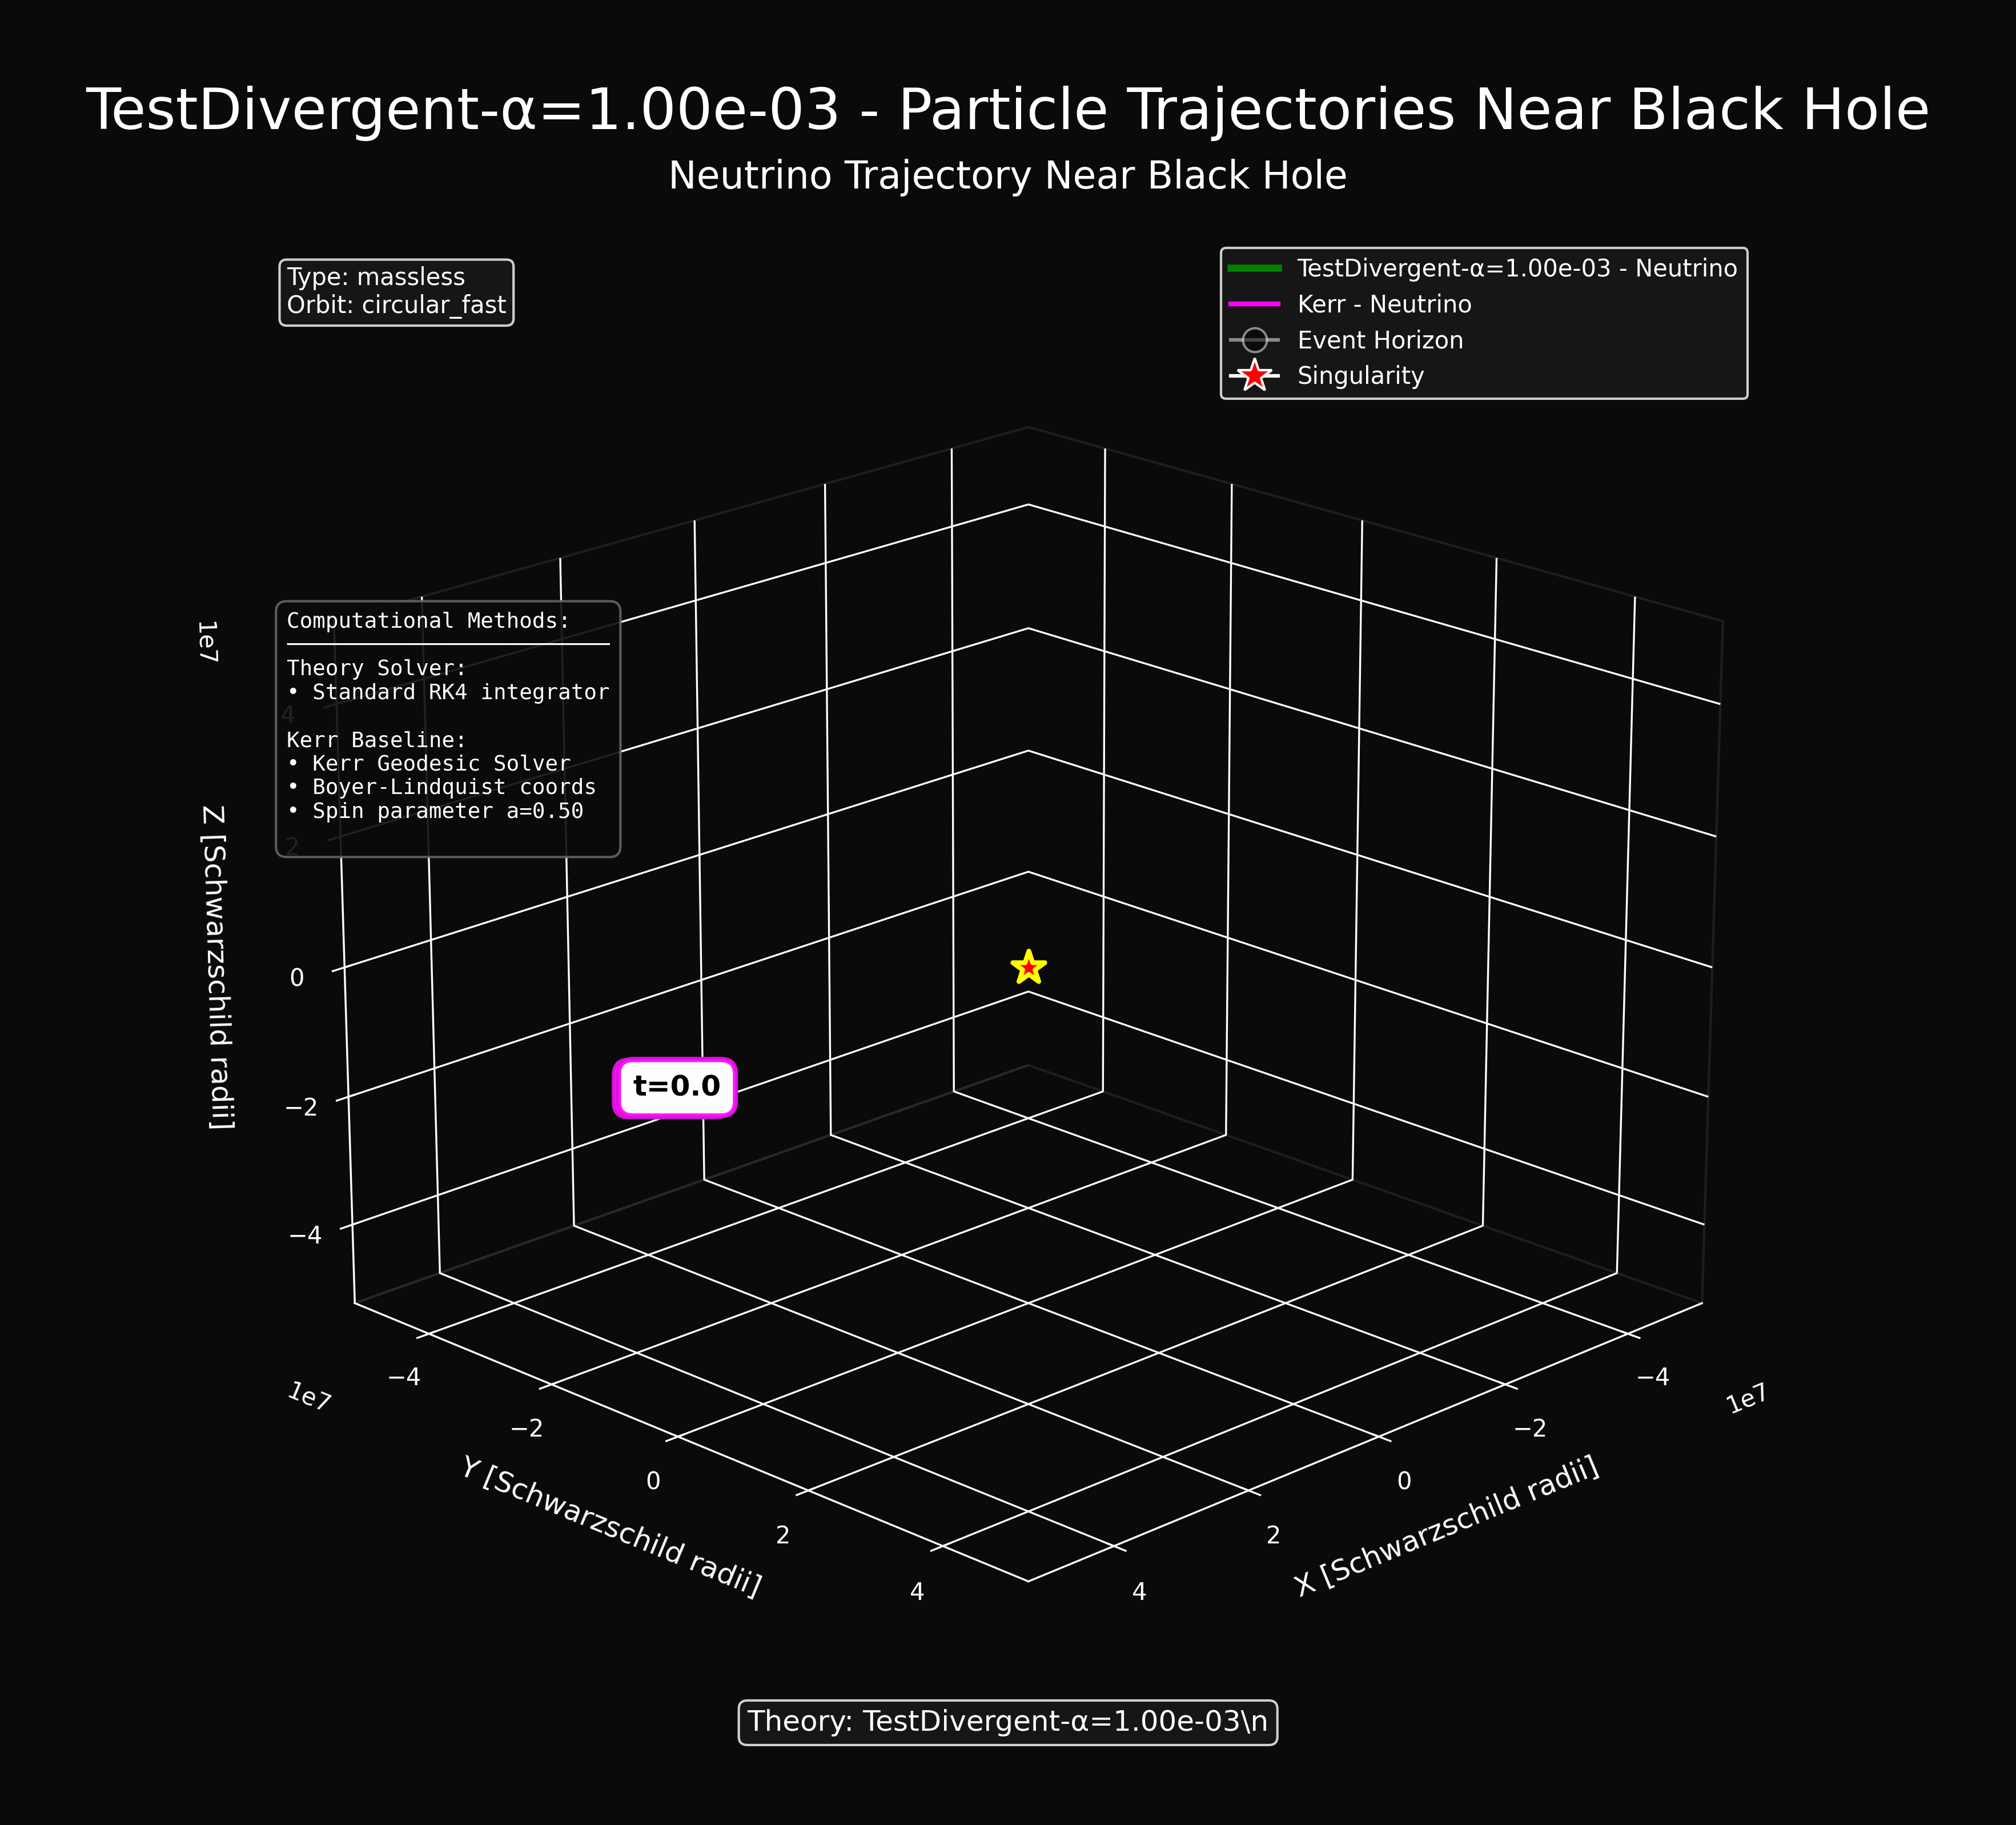 TestDivergent-α=1.00e-03 - Particle Trajectories Near Black Hole
Neutrino Trajectory Near Black Hole
Type: massless
Orbit: circular_fast
TestDivergent-α=1.00e-03 - Neutrino
Kerr - Neutrino
Event Horizon
Singularity
Computational Methods:
Theory Solver:
• Standard RK4 integrator
Kerr Baseline:
• Kerr Geodesic Solver
• Boyer-Lindquist coords
• Spin parameter a=0.50
1e7
4
2
0
−2
−4
Z [Schwarzschild radii]
t=0.0
1e7
−4
−2
0
2
4
Y [Schwarzschild radii]
4
2
0
−2
−4
1e7
X [Schwarzschild radii]
Theory: TestDivergent-α=1.00e-03\n